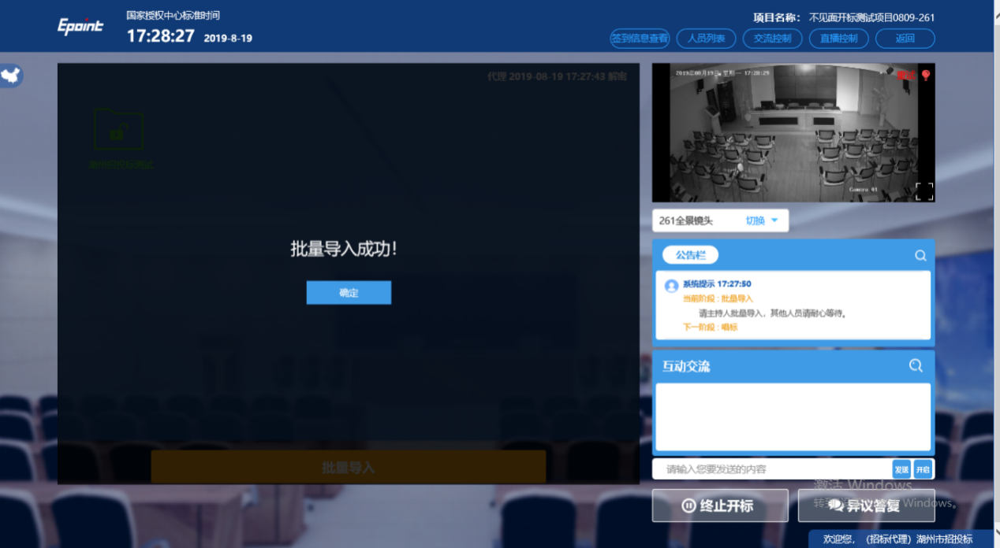 Epoint
国家授权中心标准时间
17:28:27 2019-8-19
项目名称： 不见面开标测试项目0809-261
签到信息查看 人员列表 交流控制 直播控制 返回
代理 2019-08-19 17:27:43 解密
湖州招投标测试
批量导入成功！
确定
批量导入
2019年08月19日 星期一 17:28:29
Camera 01
261全景镜头 切换
公告栏
系统提示 17:27:50
当前阶段 : 批量导入
请主持人批量导入，其他人员请耐心等待。
下一阶段 : 唱标
互动交流
请输入您要发送的内容 发送 开启
激活 Windows
终止开标 异议答复
Windows。
欢迎您，（招标代理）湖州市招投标